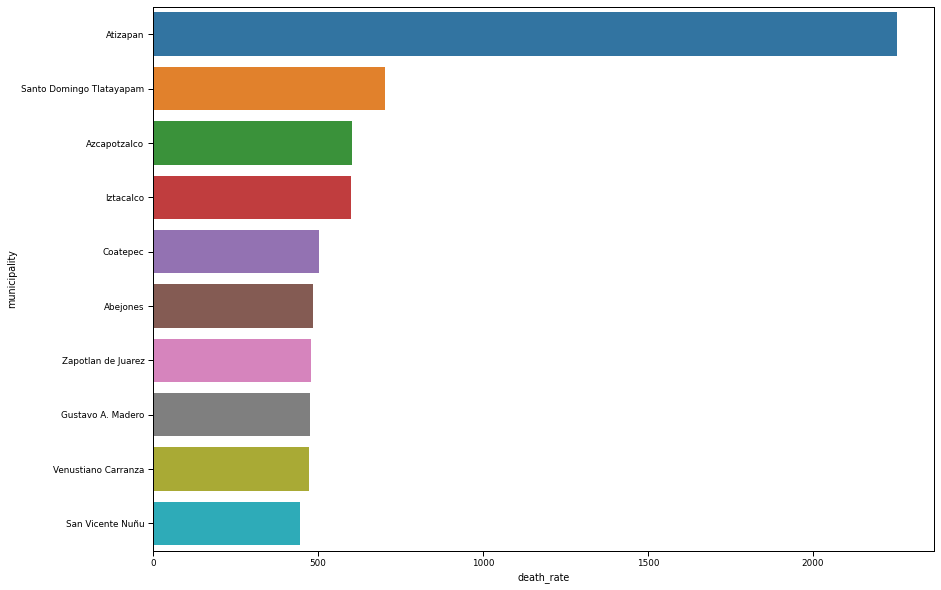 Atizapan
Santo Domingo Tlatayapam
Azcapotzalco
Iztacalco
Coatepec
Abejones
Zapotlan de Juarez
Gustavo A. Madero
Venustiano Carranza
San Vicente Nuñu
municipality
0 500 1000 1500 2000
death_rate